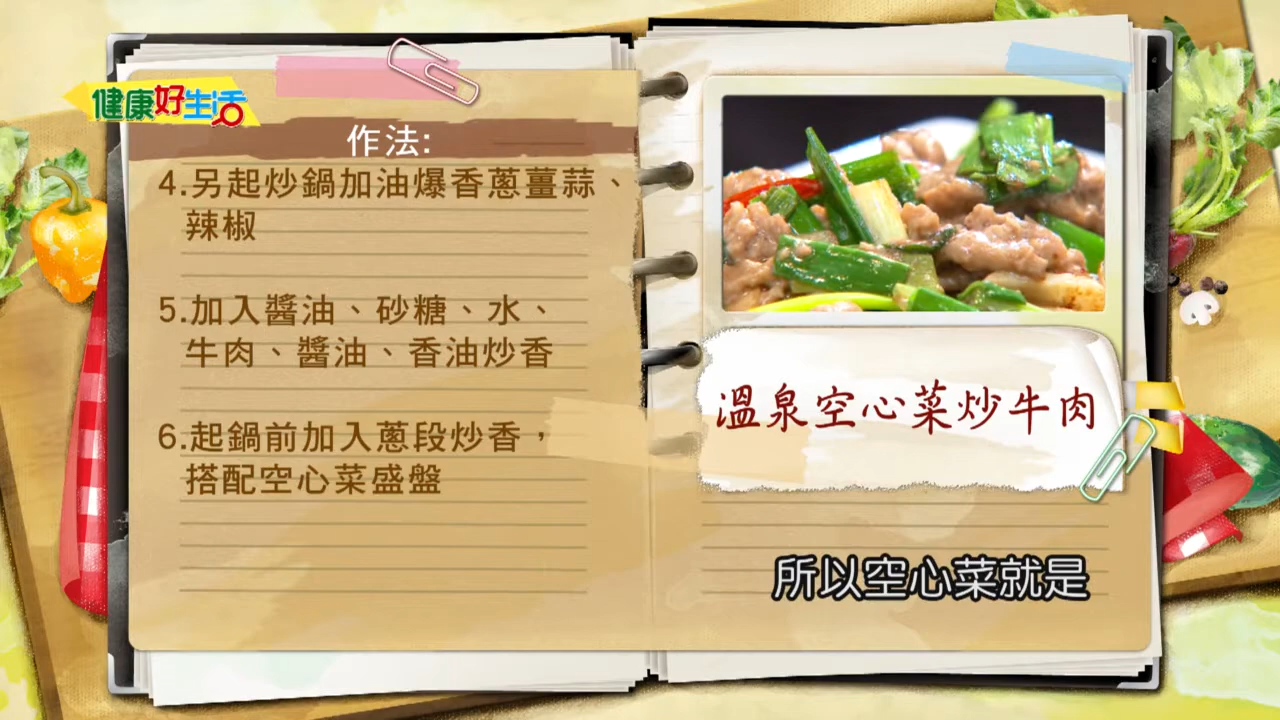 健康好生活
作法:
4.另起炒鍋加油爆香蔥薑蒜、
辣椒
5.加入醬油、砂糖、水、
牛肉、醬油、香油炒香
6.起鍋前加入蔥段炒香，
搭配空心菜盛盤
溫泉空心菜炒牛肉
所以空心菜就是